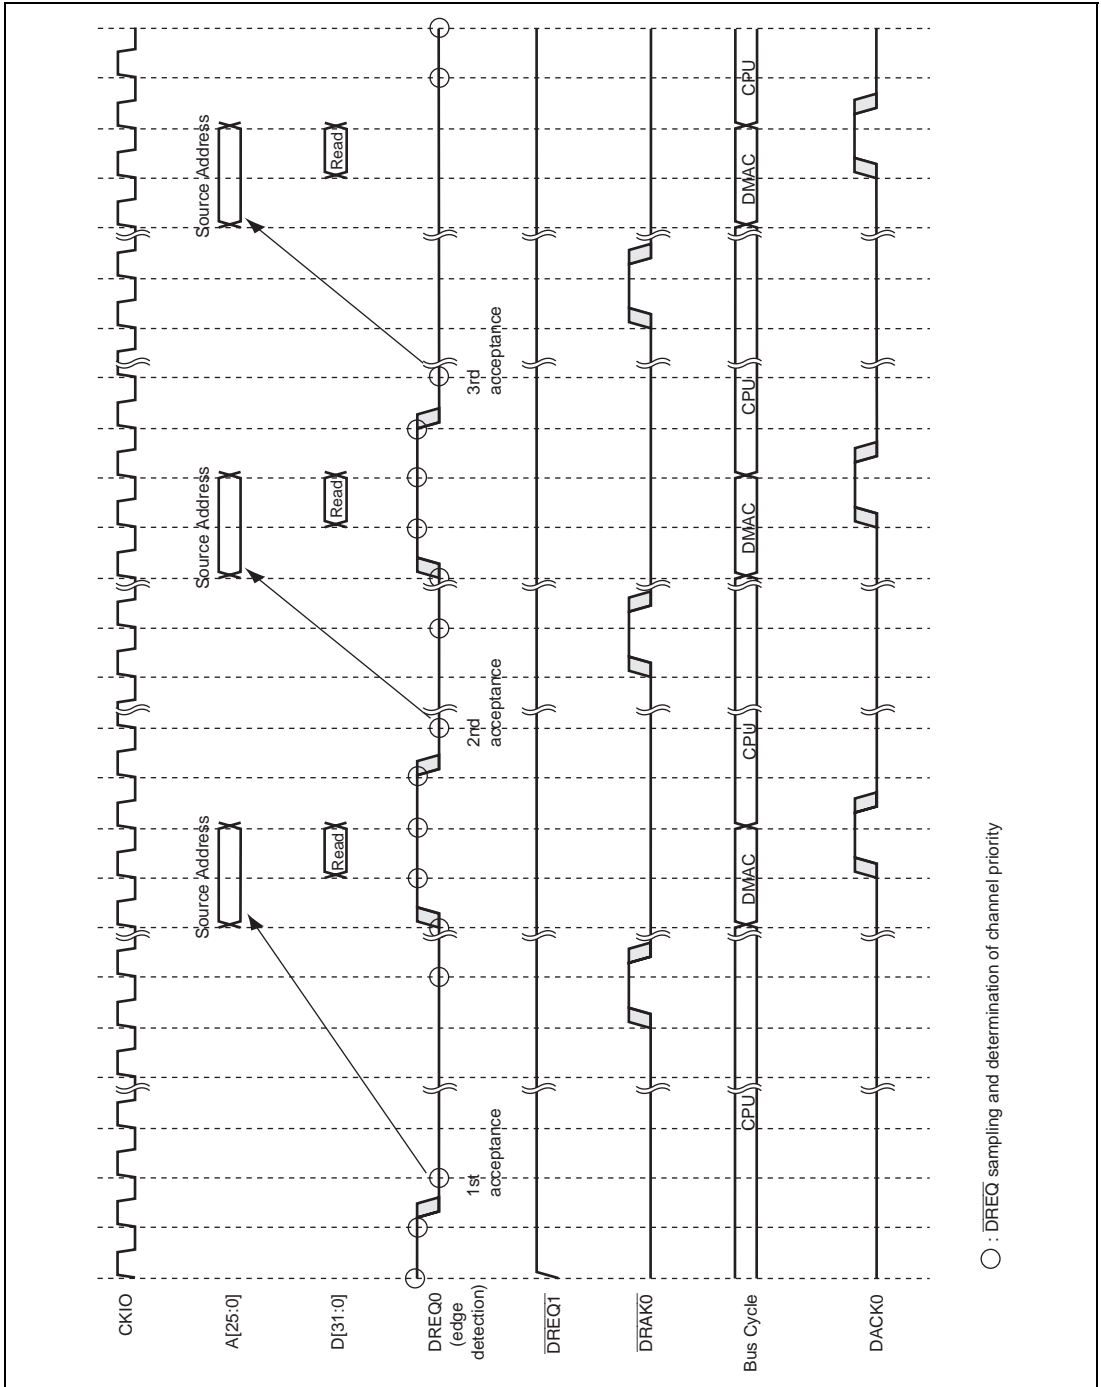 CKIO
A[25:0]
Source Address
Source Address
Source Address
D[31:0]
Read
Read
Read
DREQ0
(edge
detection)
1st
acceptance
2nd
acceptance
3rd
acceptance
DREQ1
DRAK0
Bus Cycle
CPU
DMAC
CPU
DMAC
CPU
DMAC
CPU
DACK0
: DREQ sampling and determination of channel priority